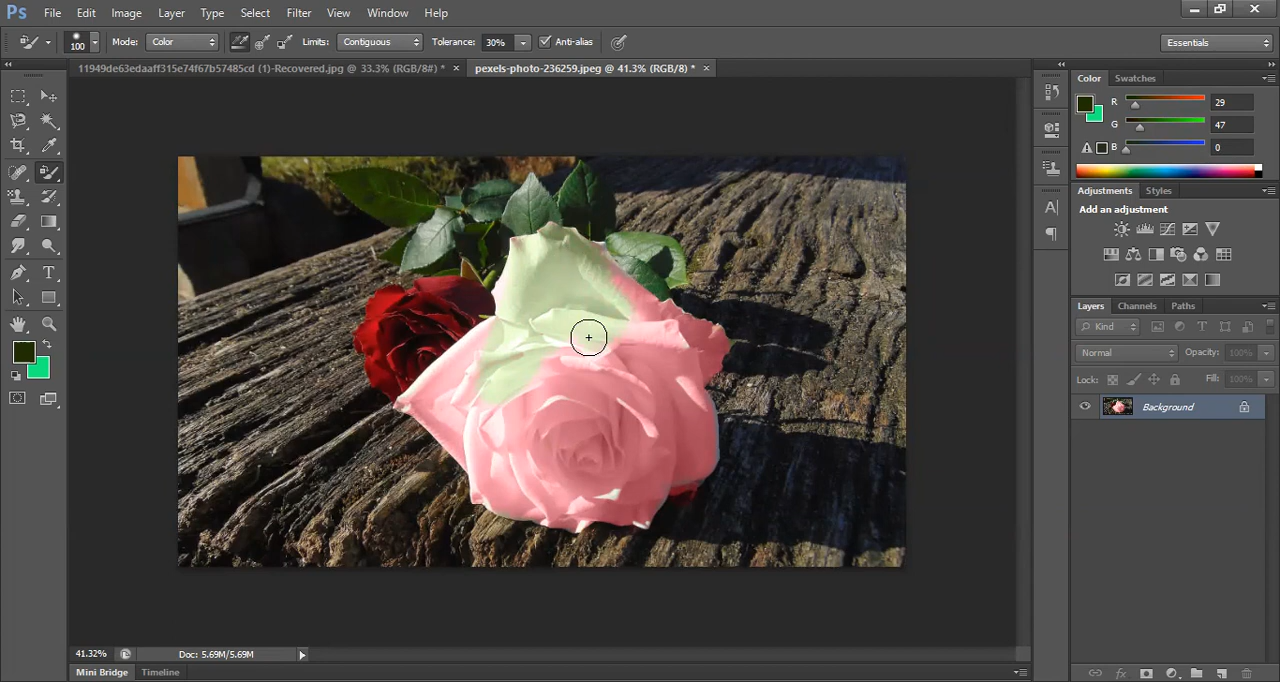 Ps File Edit Image Layer Type Select Filter View Window Help
100 Mode: Color Limits: Contiguous Tolerance: 30% Anti-alias Essentials
11949de63edaaff315e74f67b57485cd (1)-Recovered.jpg @ 33.3% (RGB/8#) * × pexels-photo-236259.jpeg @ 41.3% (RGB/8) * ×
Color Swatches
R 29
G 47
B 0
Adjustments Styles
Add an adjustment
Layers Channels Paths
Kind
Normal Opacity: 100%
Lock: Fill: 100%
Background
41.32% Doc: 5.69M/5.69M
Mini Bridge Timeline